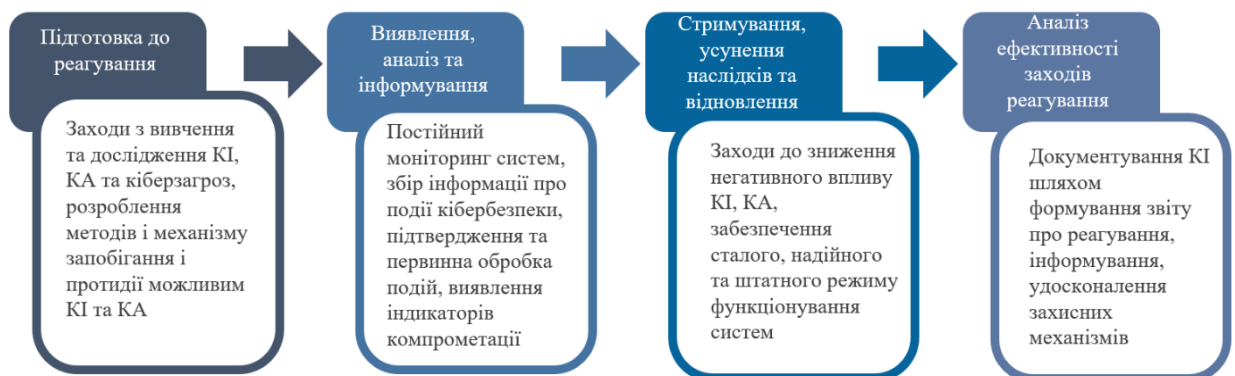 Підготовка до
реагування
Заходи з вивчення
та дослідження КІ,
КА та кіберзагроз,
розроблення
методів і механізму
запобігання і
протидії можливим
КІ та КА
Виявлення,
аналіз та
інформування
Постійний
моніторинг систем,
збір інформації про
події кібербезпеки,
підтвердження та
первинна обробка
подій, виявлення
індикаторів
компрометації
Стримування,
усунення
наслідків та
відновлення
Заходи до зниження
негативного впливу
КІ, КА,
забезпечення
сталого, надійного
та штатного режиму
функціонування
систем
Аналіз
ефективності
заходів
реагування
Документування КІ
шляхом
формування звіту
про реагування,
інформування,
удосконалення
захисних
механізмів